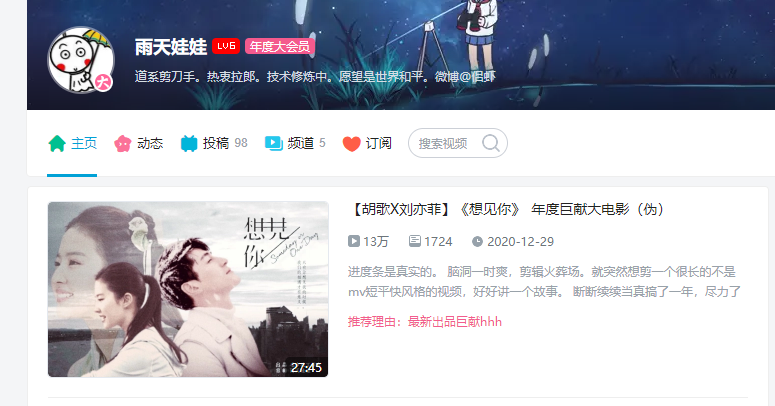 雨天娃娃 LV6 年度大会员
道系剪刀手。热衷拉郎。技术修炼中。愿望是世界和平。微博@侣虾
大
主页 动态 投稿 98 频道 5 订阅 搜索视频
【胡歌X刘亦菲】《想见你》 年度巨献大电影（伪）
13万 1724 2020-12-29
进度条是真实的。 脑洞一时爽，剪辑火葬场。就突然想剪一个很长的不是
mv短平快风格的视频，好好讲一个故事。 断断续续当真搞了一年，尽力了
推荐理由：最新出品巨献hhh
想见你
Someday or One Day
27:45